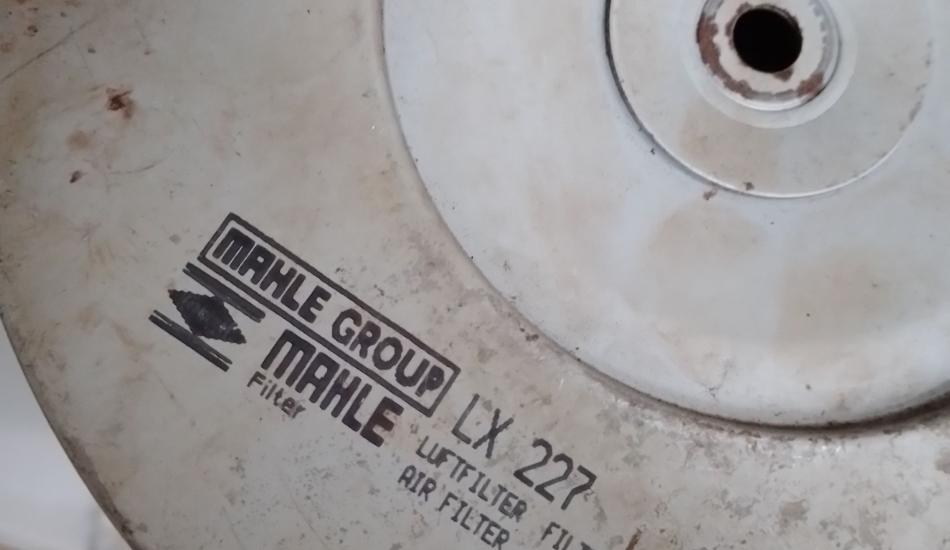 MAHLE GROUP
MAHLE
Filter
LX 227
LUFTFILTER
AIR FILTER